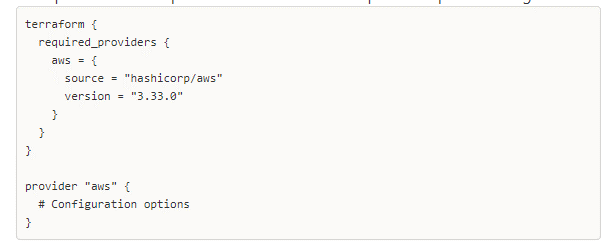 terraform {
  required_providers {
    aws = {
      source = "hashicorp/aws"
      version = "3.33.0"
    }
  }
}

provider "aws" {
  # Configuration options
}